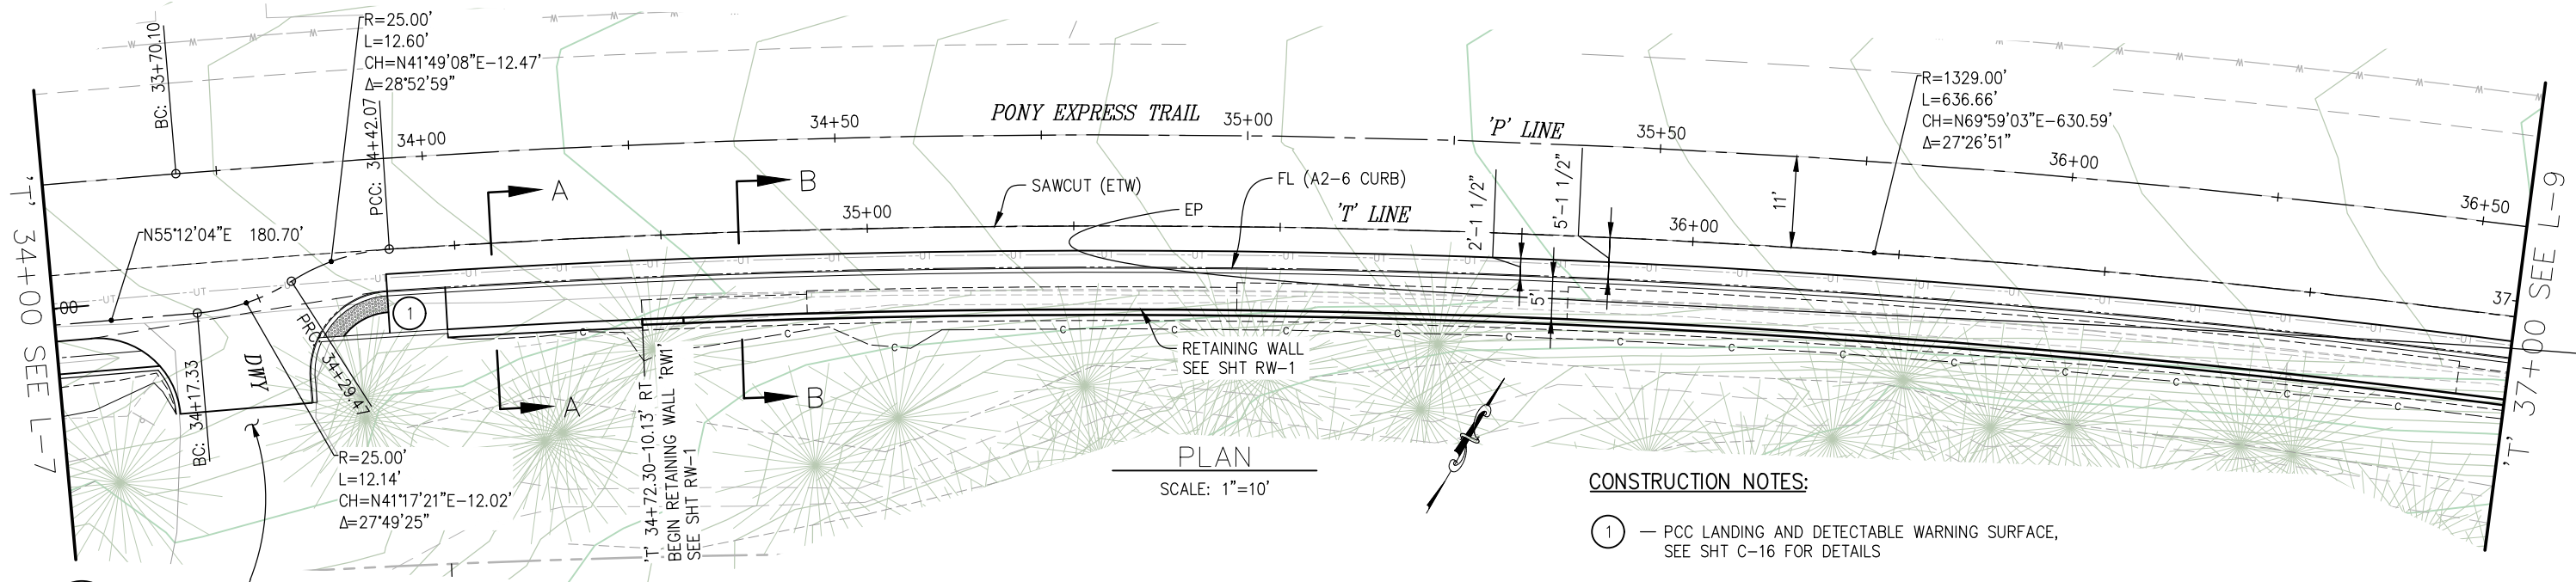 BC: 33+70.10
R=25.00'
L=12.60'
CH=N41°49'08"E-12.47'
Δ=28°52'59"
PCC: 34+42.07
34+00
34+50
PONY EXPRESS TRAIL
35+00
'P' LINE
35+50
R=1329.00'
L=636.66'
CH=N69°59'03"E-630.59'
Δ=27°26'51"
36+00
36+50
11'
'T' 34+00 SEE L-7
N55°12'04"E 180.70'
00
A
B
35+00
SAWCUT (ETW)
EP
FL (A2-6 CURB)
'T' LINE
2'-1 1/2"
5'-1 1/2"
5'
36+00
37+
'T' 37+00 SEE L-9
1
PRC: 34+29.47
DWY
BC: 34+17.33
A
B
R=25.00'
L=12.14'
CH=N41°17'21"E-12.02'
Δ=27°49'25"
'T' 34+72.30-10.13' RT
BEGIN RETAINING WALL 'RW1'
SEE SHT RW-1
RETAINING WALL
SEE SHT RW-1
PLAN
SCALE: 1"=10'
CONSTRUCTION NOTES:
1 — PCC LANDING AND DETECTABLE WARNING SURFACE,
SEE SHT C-16 FOR DETAILS